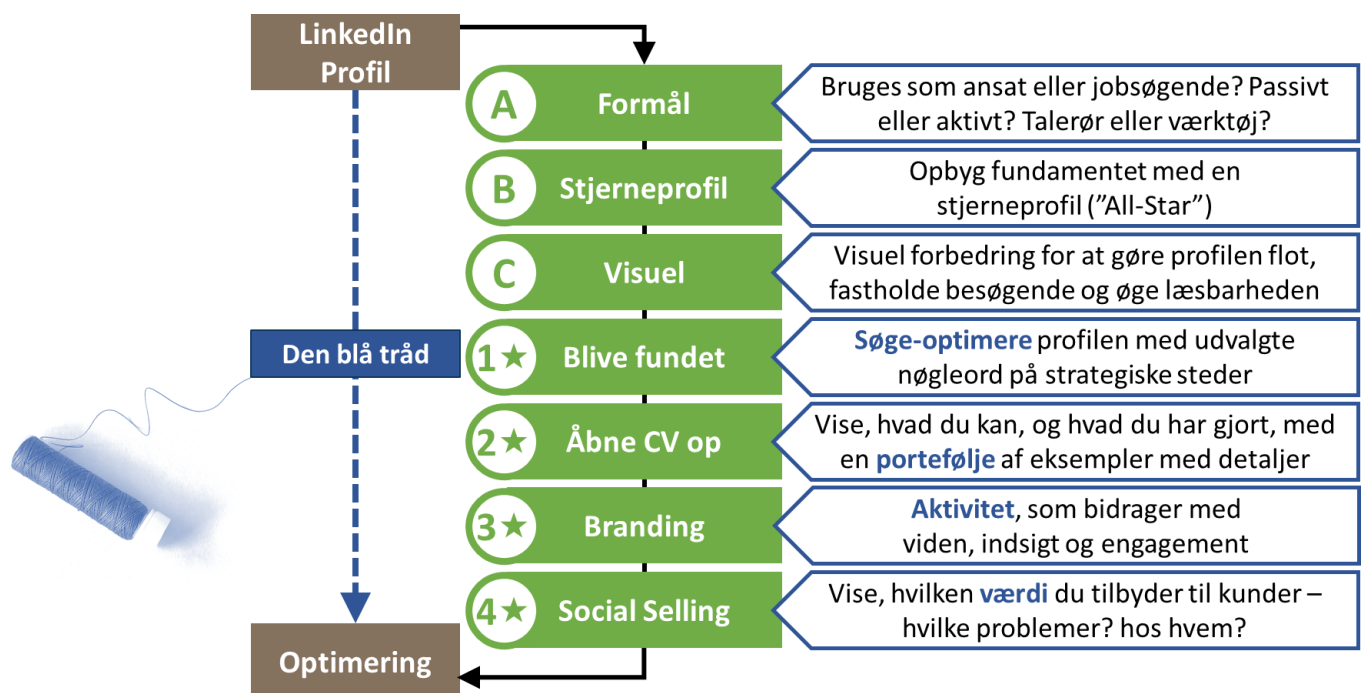 LinkedIn
Profil
A
Formål
Bruges som ansat eller jobsøgende? Passivt
eller aktivt? Talerør eller værktøj?
B
Stjerneprofil
Opbyg fundamentet med en
stjerneprofil (”All-Star”)
C
Visuel
Visuel forbedring for at gøre profilen flot,
fastholde besøgende og øge læsbarheden
Den blå tråd
1★
Blive fundet
Søge-optimere profilen med udvalgte
nøgleord på strategiske steder
2★
Åbne CV op
Vise, hvad du kan, og hvad du har gjort, med
en portefølje af eksempler med detaljer
3★
Branding
Aktivitet, som bidrager med
viden, indsigt og engagement
4★
Social Selling
Vise, hvilken værdi du tilbyder til kunder –
hvilke problemer? hos hvem?
Optimering